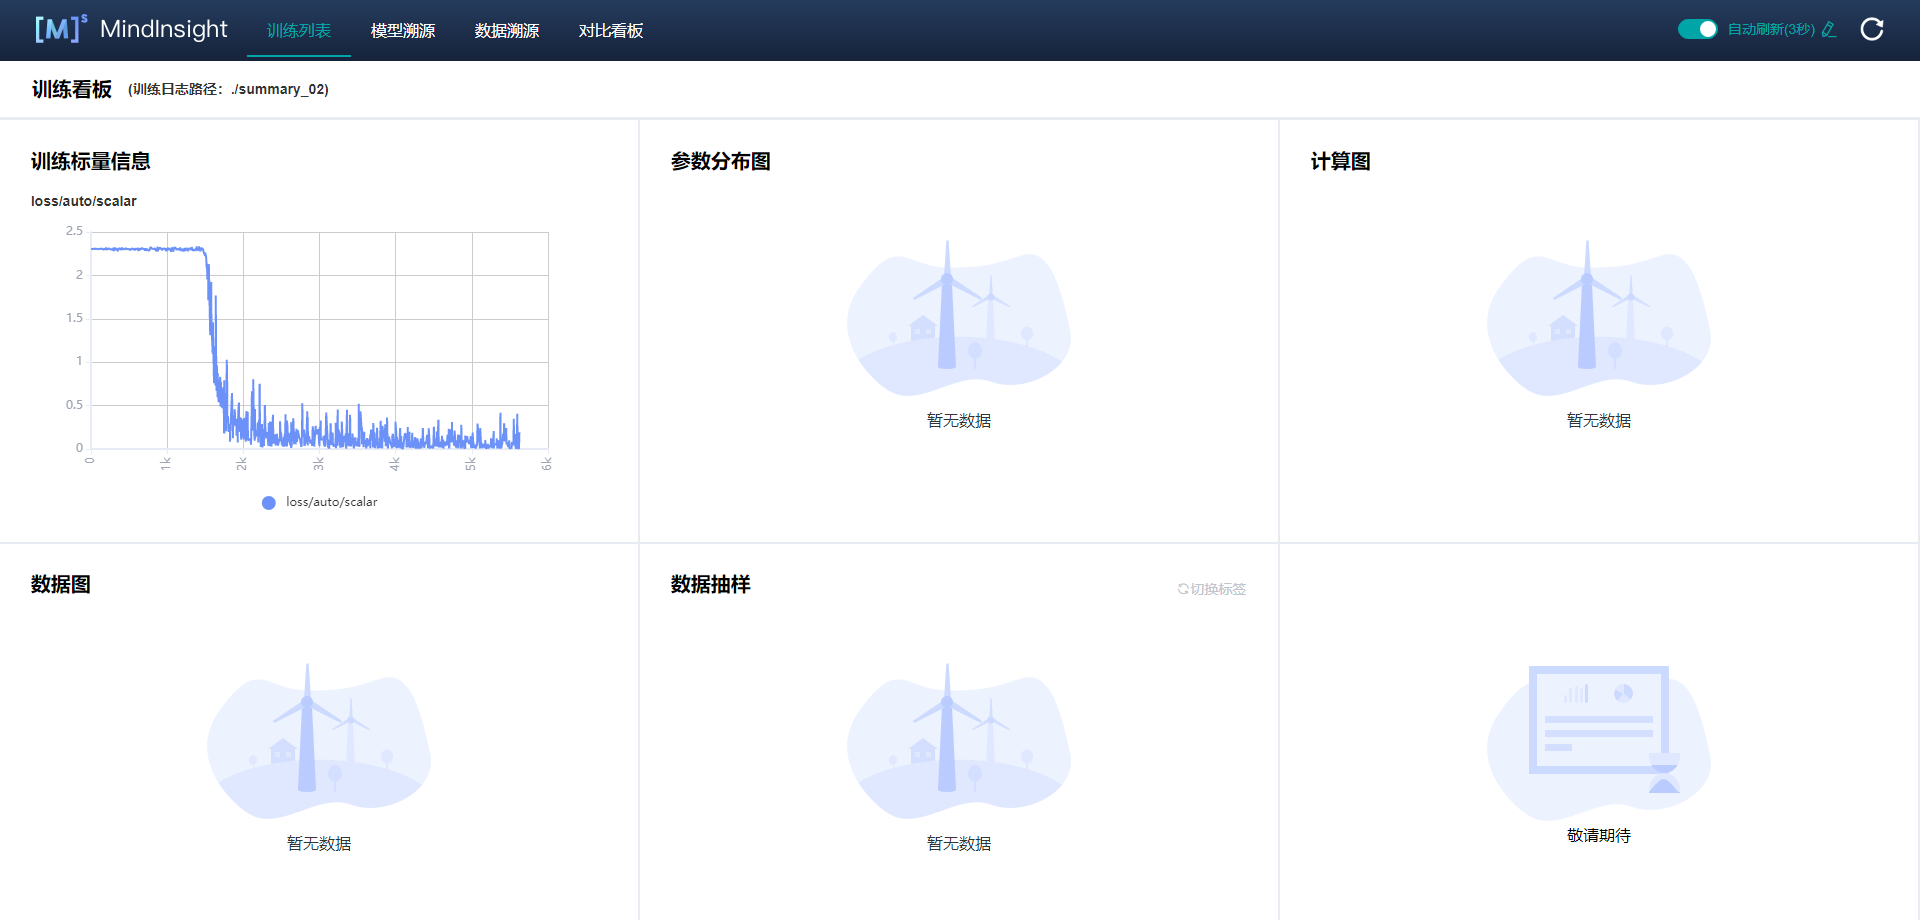 [M]s MindInsight 训练列表 模型溯源 数据溯源 对比看板 自动刷新(3秒)
训练看板 (训练日志路径：./summary_02)
训练标量信息
loss/auto/scalar
2.5
2
1.5
1
0.5
0
0 1k 2k 3k 4k 5k 6k
loss/auto/scalar
参数分布图
暂无数据
计算图
暂无数据
数据图
暂无数据
数据抽样 切换标签
暂无数据
敬请期待